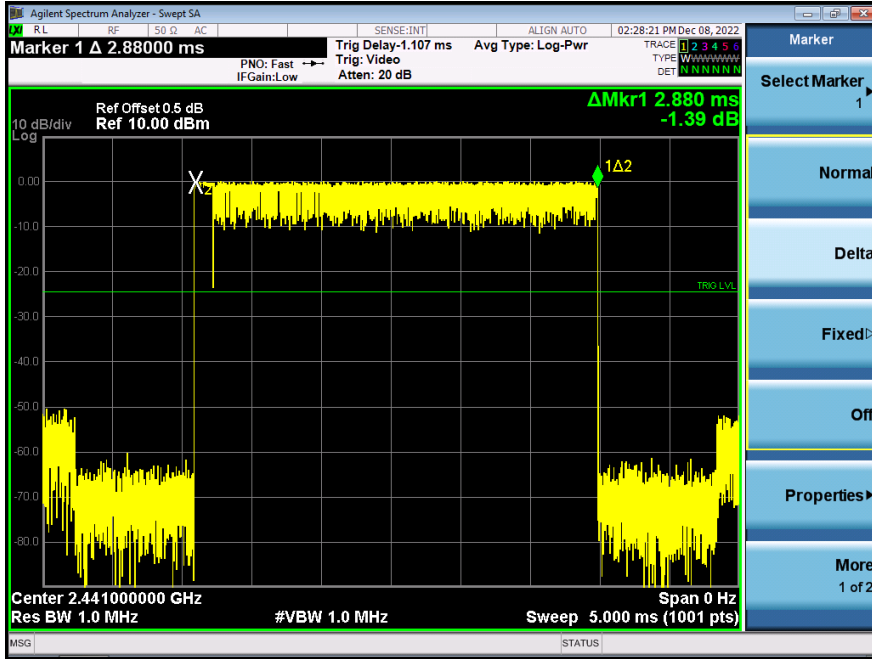 Agilent Spectrum Analyzer - Swept SA
LXI RL RF 50 Ω AC SENSE:INT ALIGN AUTO 02:28:21 PM Dec 08, 2022
Marker 1 Δ 2.88000 ms
Trig Delay-1.107 ms Avg Type: Log-Pwr TRACE 1 2 3 4 5 6
PNO: Fast Trig: Video TYPE WWWWWWW
IFGain:Low Atten: 20 dB DET N N N N N N
ΔMkr1 2.880 ms
-1.39 dB
Ref Offset 0.5 dB
10 dB/div Ref 10.00 dBm
Log
0.00
-10.0
-20.0
-30.0
-40.0
-50.0
-60.0
-70.0
-80.0
2
1Δ2
TRIG LVL
Center 2.441000000 GHz Span 0 Hz
Res BW 1.0 MHz #VBW 1.0 MHz Sweep 5.000 ms (1001 pts)
MSG STATUS
Marker
Select Marker
1
Normal
Delta
Fixed
Off
Properties
More
1 of 2